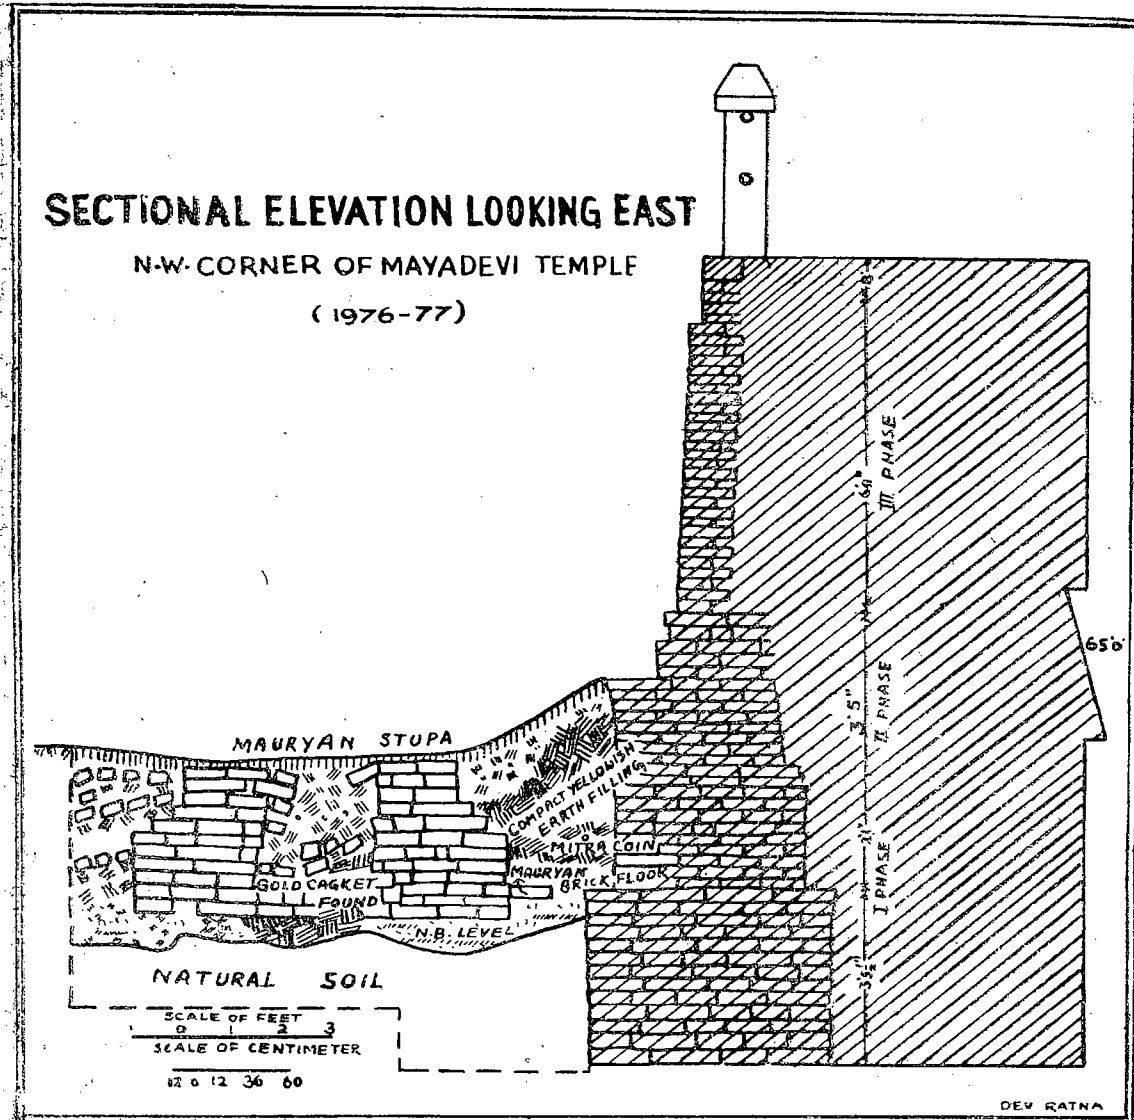 SECTIONAL ELEVATION LOOKING EAST
N.W. CORNER OF MAYADEVI TEMPLE
(1976-77)
III PHASE
65'0"
3'5"
II PHASE
MAURYAN STUPA
COMPACT YELLOWISH
EARTH FILLING
MITRA COIN
MAURYAN
BRICK FLOOR
I PHASE
GOLD CAGKET
FOUND
N.B. LEVEL
NATURAL SOIL
SCALE OF FEET
0 1 2 3
SCALE OF CENTIMETER
12 0 12 36 60
DEV RATNA